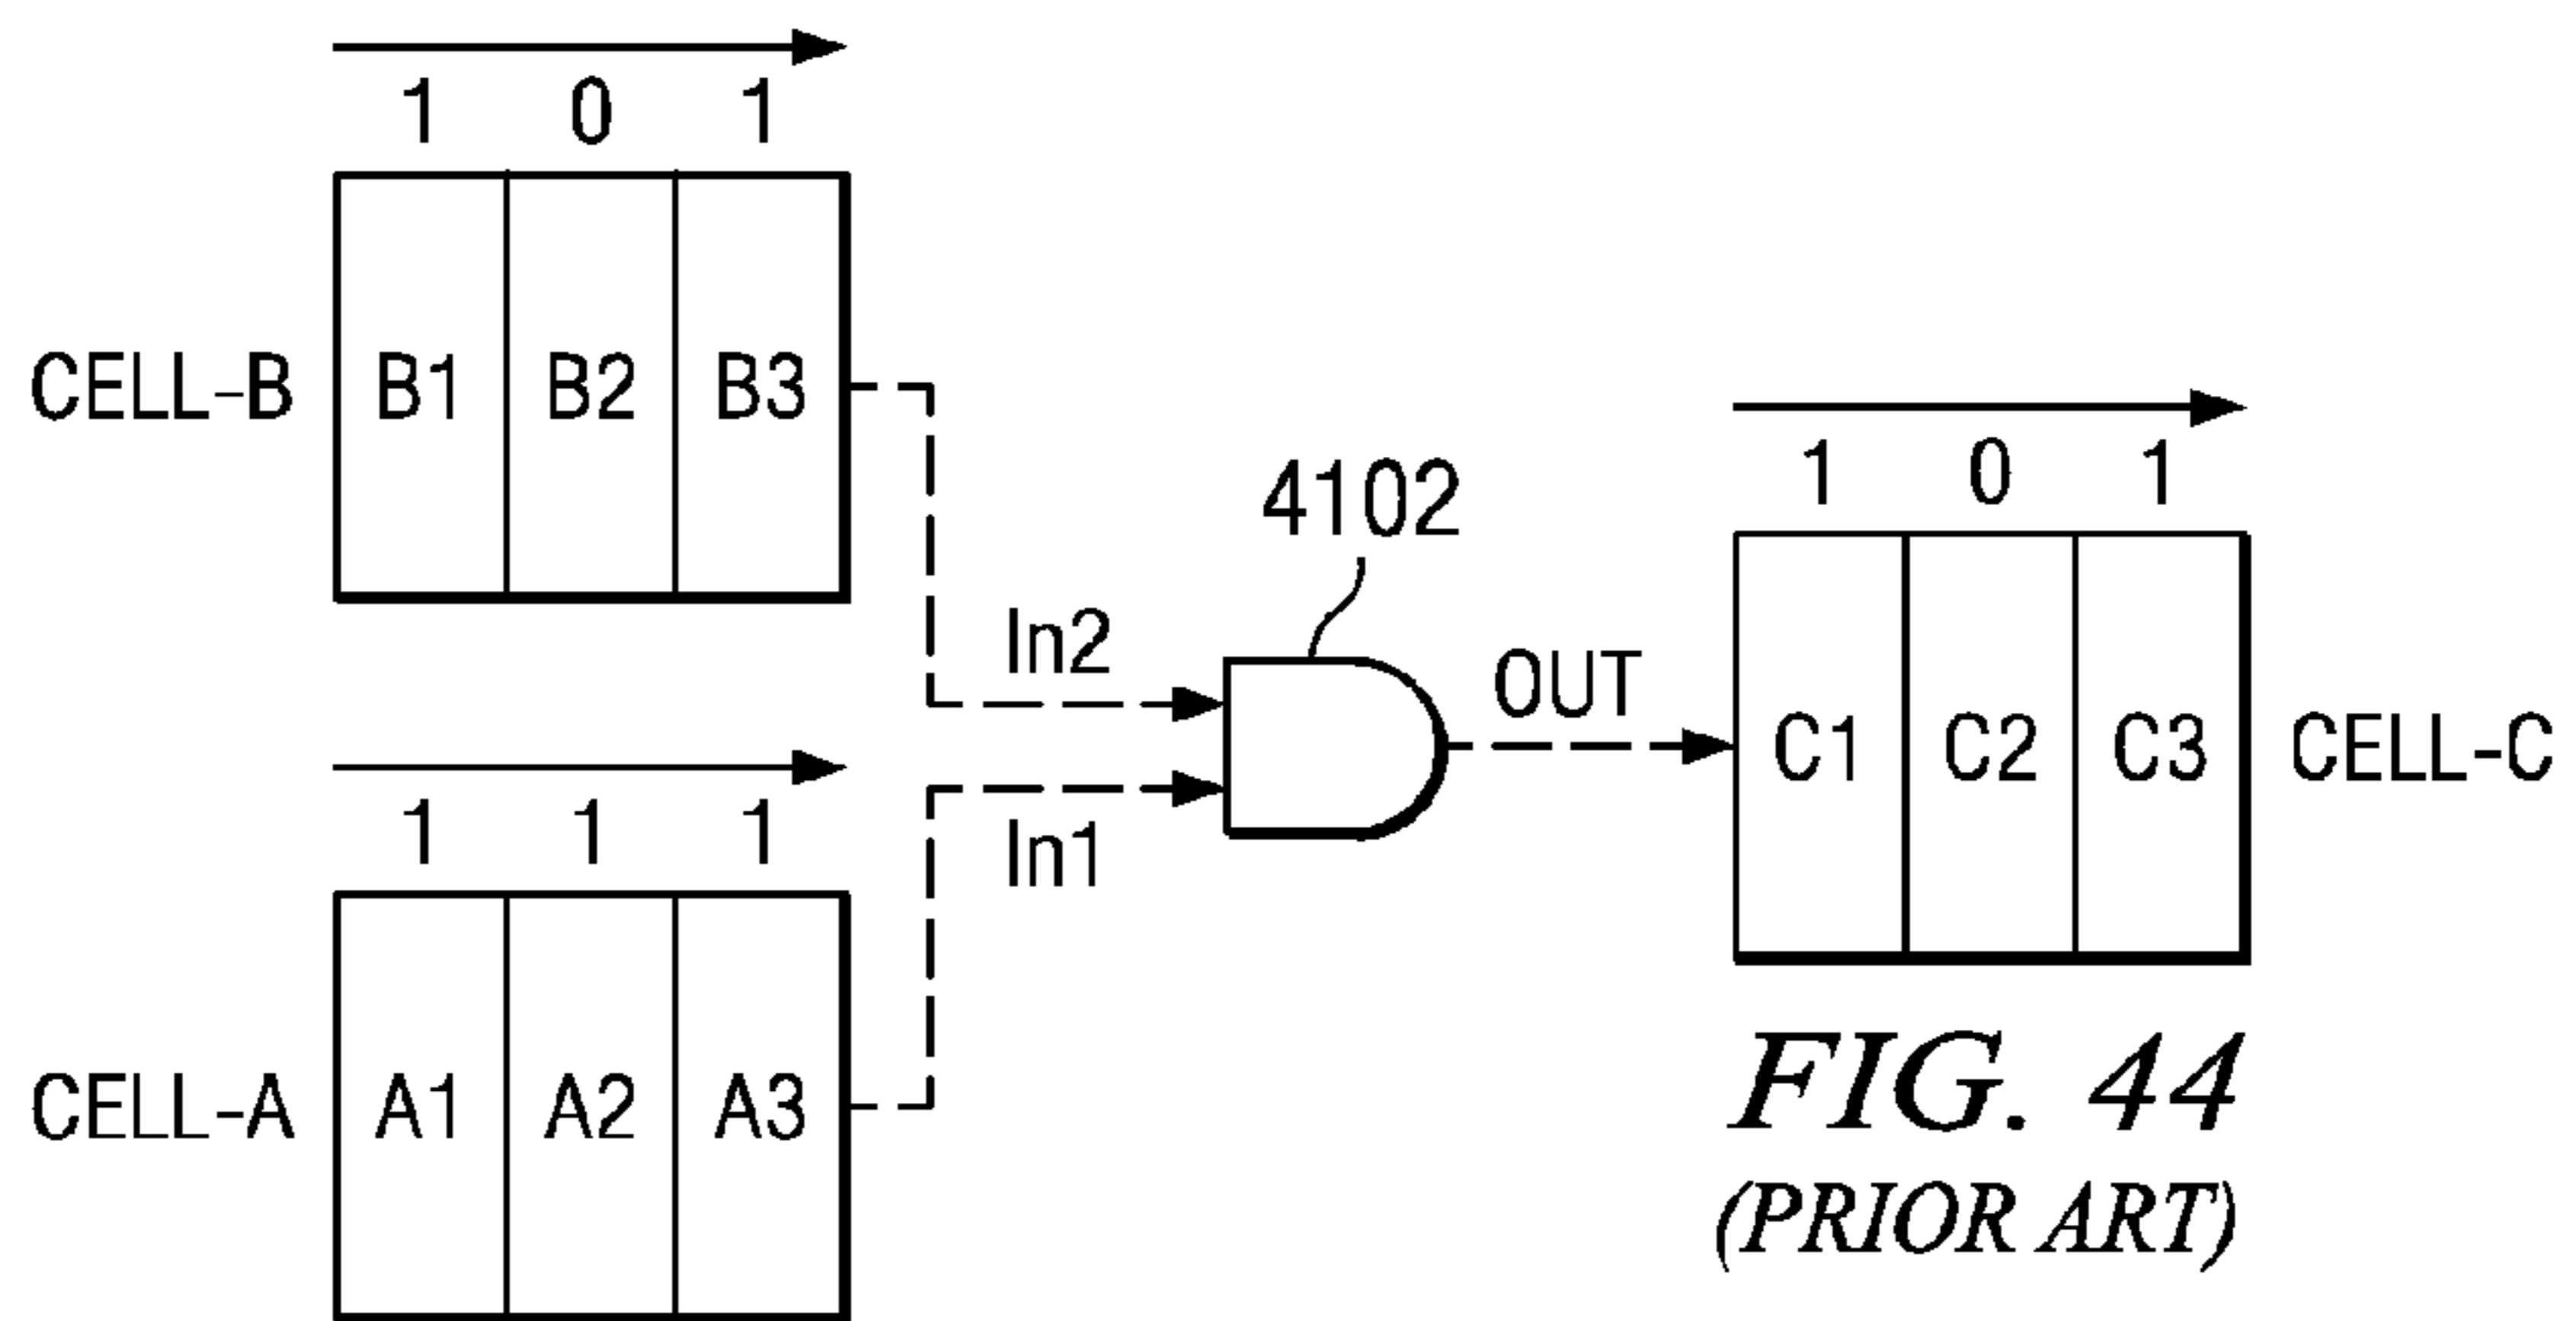 1 0 1
CELL-B B1 B2 B3
4102
1 0 1
In2
OUT
C1 C2 C3 CELL-C
1 1 1
In1
CELL-A A1 A2 A3
FIG. 44
(PRIOR ART)